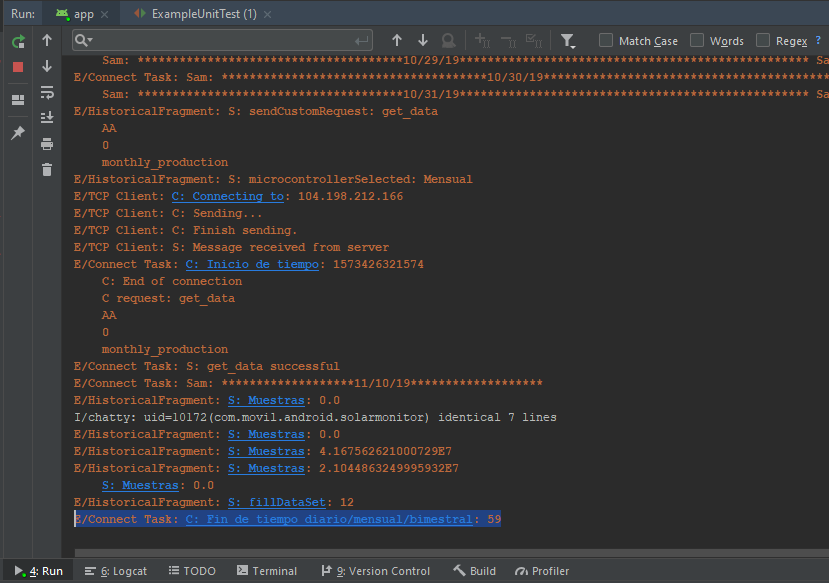 Run: app × ExampleUnitTest (1) ×
Match Case Words Regex ?
Sam: **************************************10/29/19************************************************** Sa
E/Connect Task: Sam: **************************************10/30/19*****************************************
Sam: **************************************10/31/19************************************************** Sa
E/HistoricalFragment: S: sendCustomRequest: get_data
AA
0
monthly_production
E/HistoricalFragment: S: microcontrollerSelected: Mensual
E/TCP Client: C: Connecting to: 104.198.212.166
E/TCP Client: C: Sending...
E/TCP Client: C: Finish sending.
E/TCP Client: S: Message received from server
E/Connect Task: C: Inicio de tiempo: 1573426321574
C: End of connection
C request: get_data
AA
0
monthly_production
E/Connect Task: S: get_data successful
E/Connect Task: Sam: *******************11/10/19*******************
E/HistoricalFragment: S: Muestras: 0.0
I/chatty: uid=10172(com.movil.android.solarmonitor) identical 7 lines
E/HistoricalFragment: S: Muestras: 0.0
E/HistoricalFragment: S: Muestras: 4.167562621000729E7
E/HistoricalFragment: S: Muestras: 2.1044863249995932E7
S: Muestras: 0.0
E/HistoricalFragment: S: fillDataSet: 12
E/Connect Task: C: Fin de tiempo diario/mensual/bimestral: 59
4: Run 6: Logcat TODO Terminal 9: Version Control Build Profiler